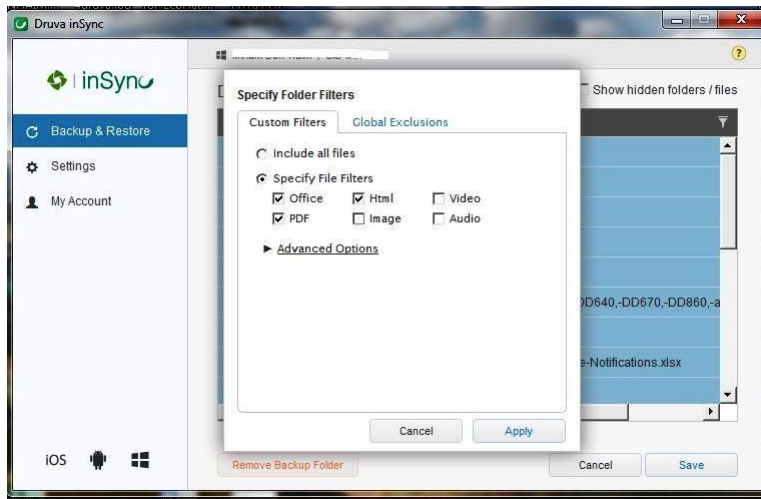 Druva inSync
inSync
Show hidden folders / files
Backup & Restore
Settings
My Account
Specify Folder Filters
Custom Filters Global Exclusions
Include all files
Specify File Filters
Office Html Video
PDF Image Audio
Advanced Options
DD640,-DD670,-DD860,-a
e-Notifications.xlsx
Cancel Apply
iOS
Remove Backup Folder
Cancel Save